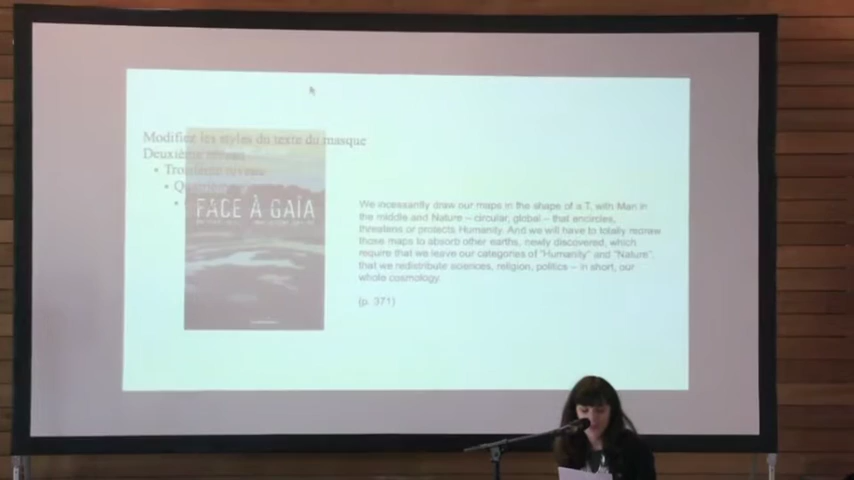 Modifiez les styles du texte du masque
Deuxième niveau
• Troisième niveau
FACE À GAÏA
We incessantly draw our maps in the shape of a T, with Man in
the middle and Nature – circular, global – that encircles,
threatens or protects Humanity. And we will have to totally redraw
those maps to absorb other earths, newly discovered, which
require that we leave our categories of "Humanity" and "Nature",
that we redistribute sciences, religion, politics – in short, our
whole cosmology.
(p. 371)